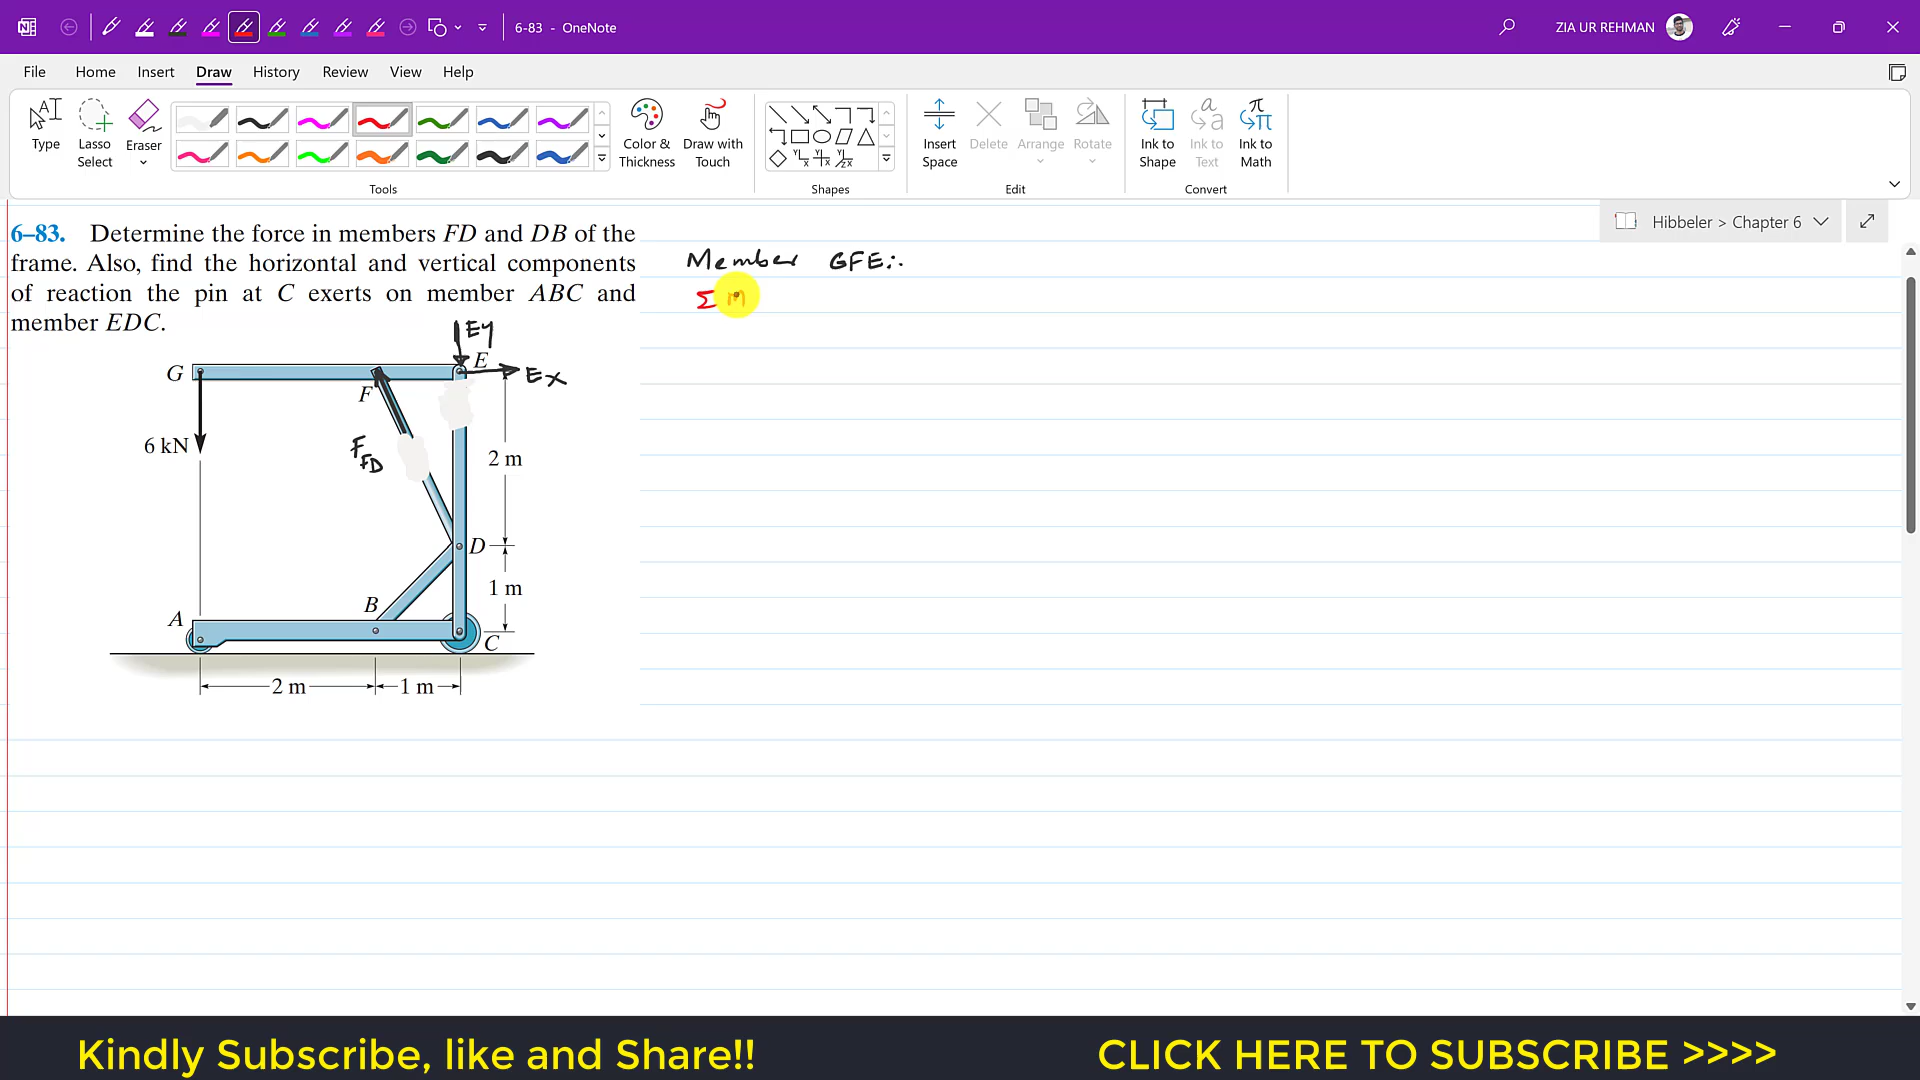 6-83 - OneNote
ZIA UR REHMAN
File Home Insert Draw History Review View Help
Type
Lasso Select
Eraser
Color & Thickness
Draw with Touch
Insert Space
Delete
Arrange
Rotate
Ink to Shape
Ink to Text
Ink to Math
Tools
Shapes
Edit
Convert
Hibbeler > Chapter 6
6–83. Determine the force in members FD and DB of the
frame. Also, find the horizontal and vertical components
of reaction the pin at C exerts on member ABC and
member EDC.
Member GFE:.
Σ M
Ey
E
Ex
G
F
6 kN
F FD
2 m
D
1 m
B
A
C
2 m
1 m
Kindly Subscribe, like and Share!!
CLICK HERE TO SUBSCRIBE >>>>